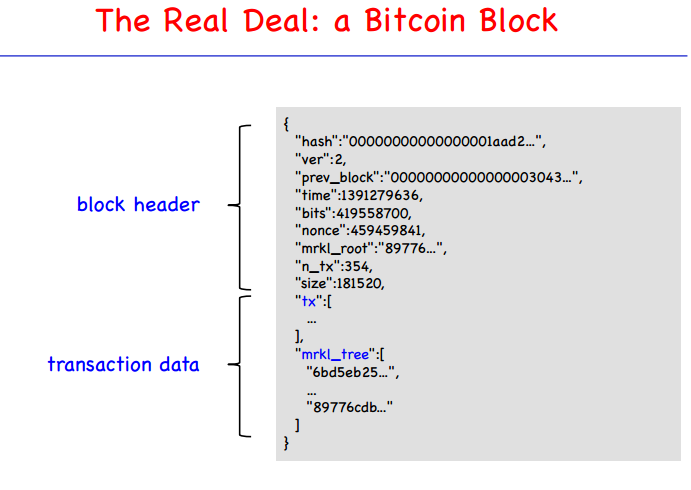 The Real Deal: a Bitcoin Block
block header
transaction data
{
"hash":"00000000000000001aad2...",
"ver":2,
"prev_block":"00000000000000003043...",
"time":1391279636,
"bits":419558700,
"nonce":459459841,
"mrkl_root":"89776...",
"n_tx":354,
"size":181520,
"tx":[
...
],
"mrkl_tree":[
"6bd5eb25...",
...
"89776cdb..."
]
}